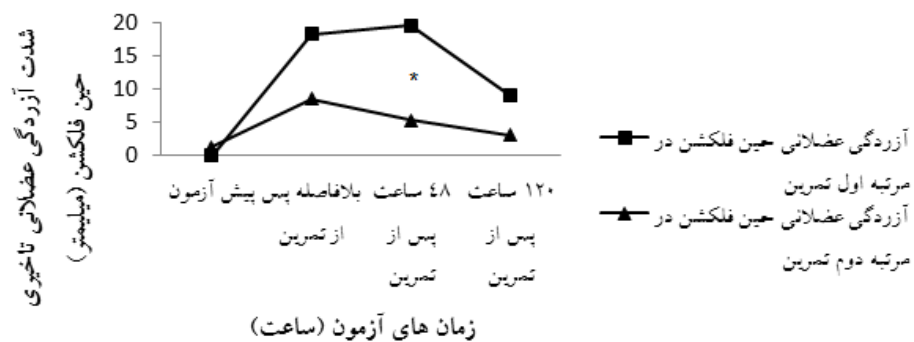 شدت آزردگی عضلانی تاخیری
حین فلکشن (میلیمتر)
20
15
10
5
0
*
پیش آزمون
بلافاصله پس
از تمرین
٤٨ ساعت
پس از
تمرین
١٢٠ ساعت
پس از
تمرین
زمان های آزمون (ساعت)
آزردگی عضلانی حین فلکشن در
مرتبه اول تمرین
آزردگی عضلانی حین فلکشن در
مرتبه دوم تمرین